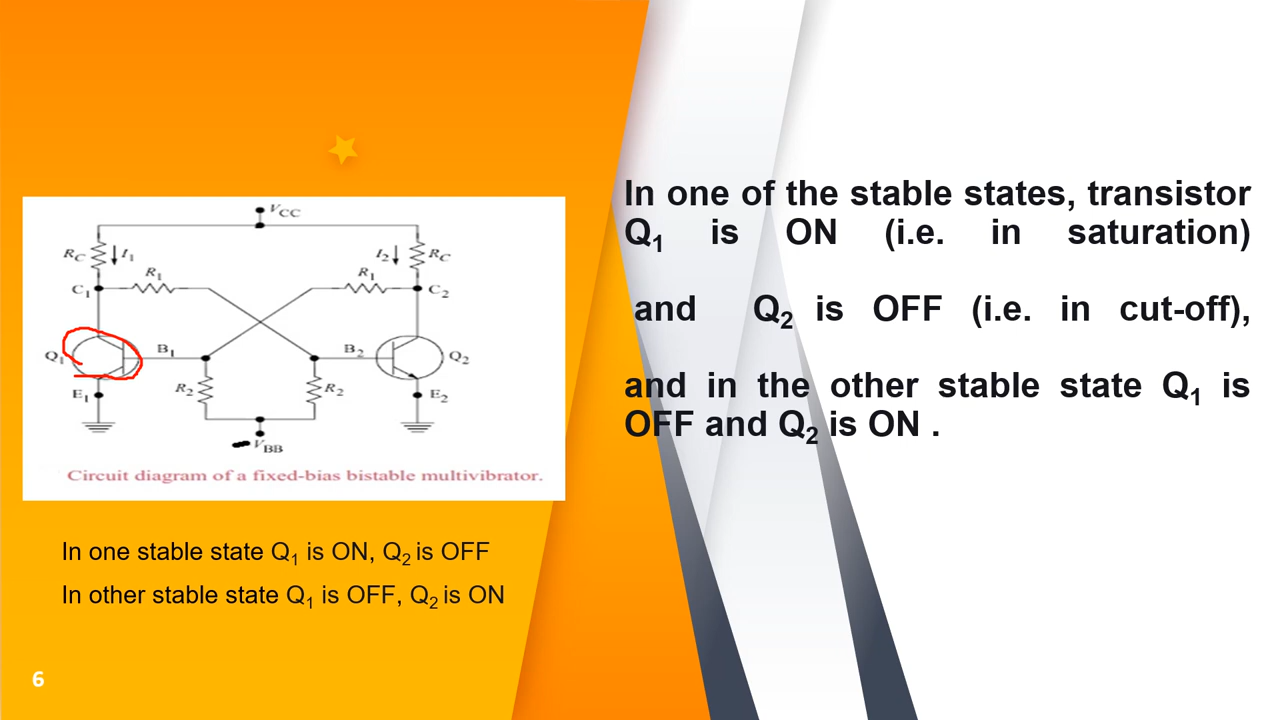 In one of the stable states, transistor
Q1 is ON (i.e. in saturation)
and Q2 is OFF (i.e. in cut-off),
and in the other stable state Q1 is
OFF and Q2 is ON .
VCC
RC I1 I2 RC
R1 R1
C1 C2
Q1 B1 B2 Q2
E1 R2 R2 E2
VBB
Circuit diagram of a fixed-bias bistable multivibrator.
In one stable state Q1 is ON, Q2 is OFF
In other stable state Q1 is OFF, Q2 is ON
6